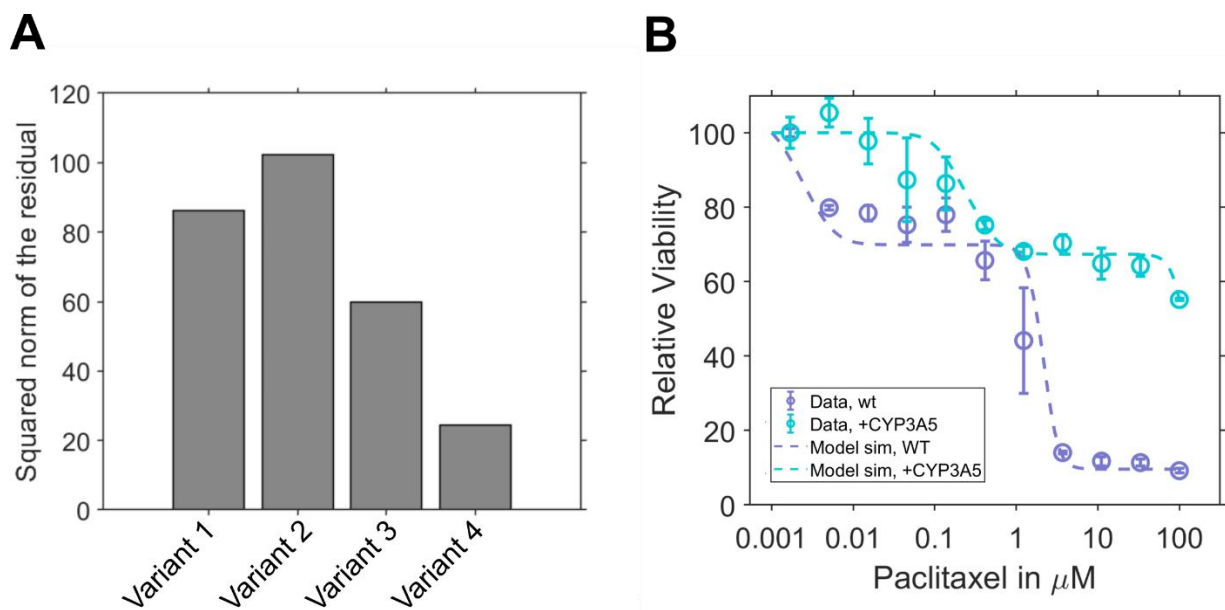 A
Squared norm of the residual
120
100
80
60
40
20
0
Variant 1
Variant 2
Variant 3
Variant 4
B
Relative Viability
100
80
60
40
20
0
Data, wt
Data, +CYP3A5
Model sim, WT
Model sim, +CYP3A5
0.001 0.01 0.1 1 10 100
Paclitaxel in μM